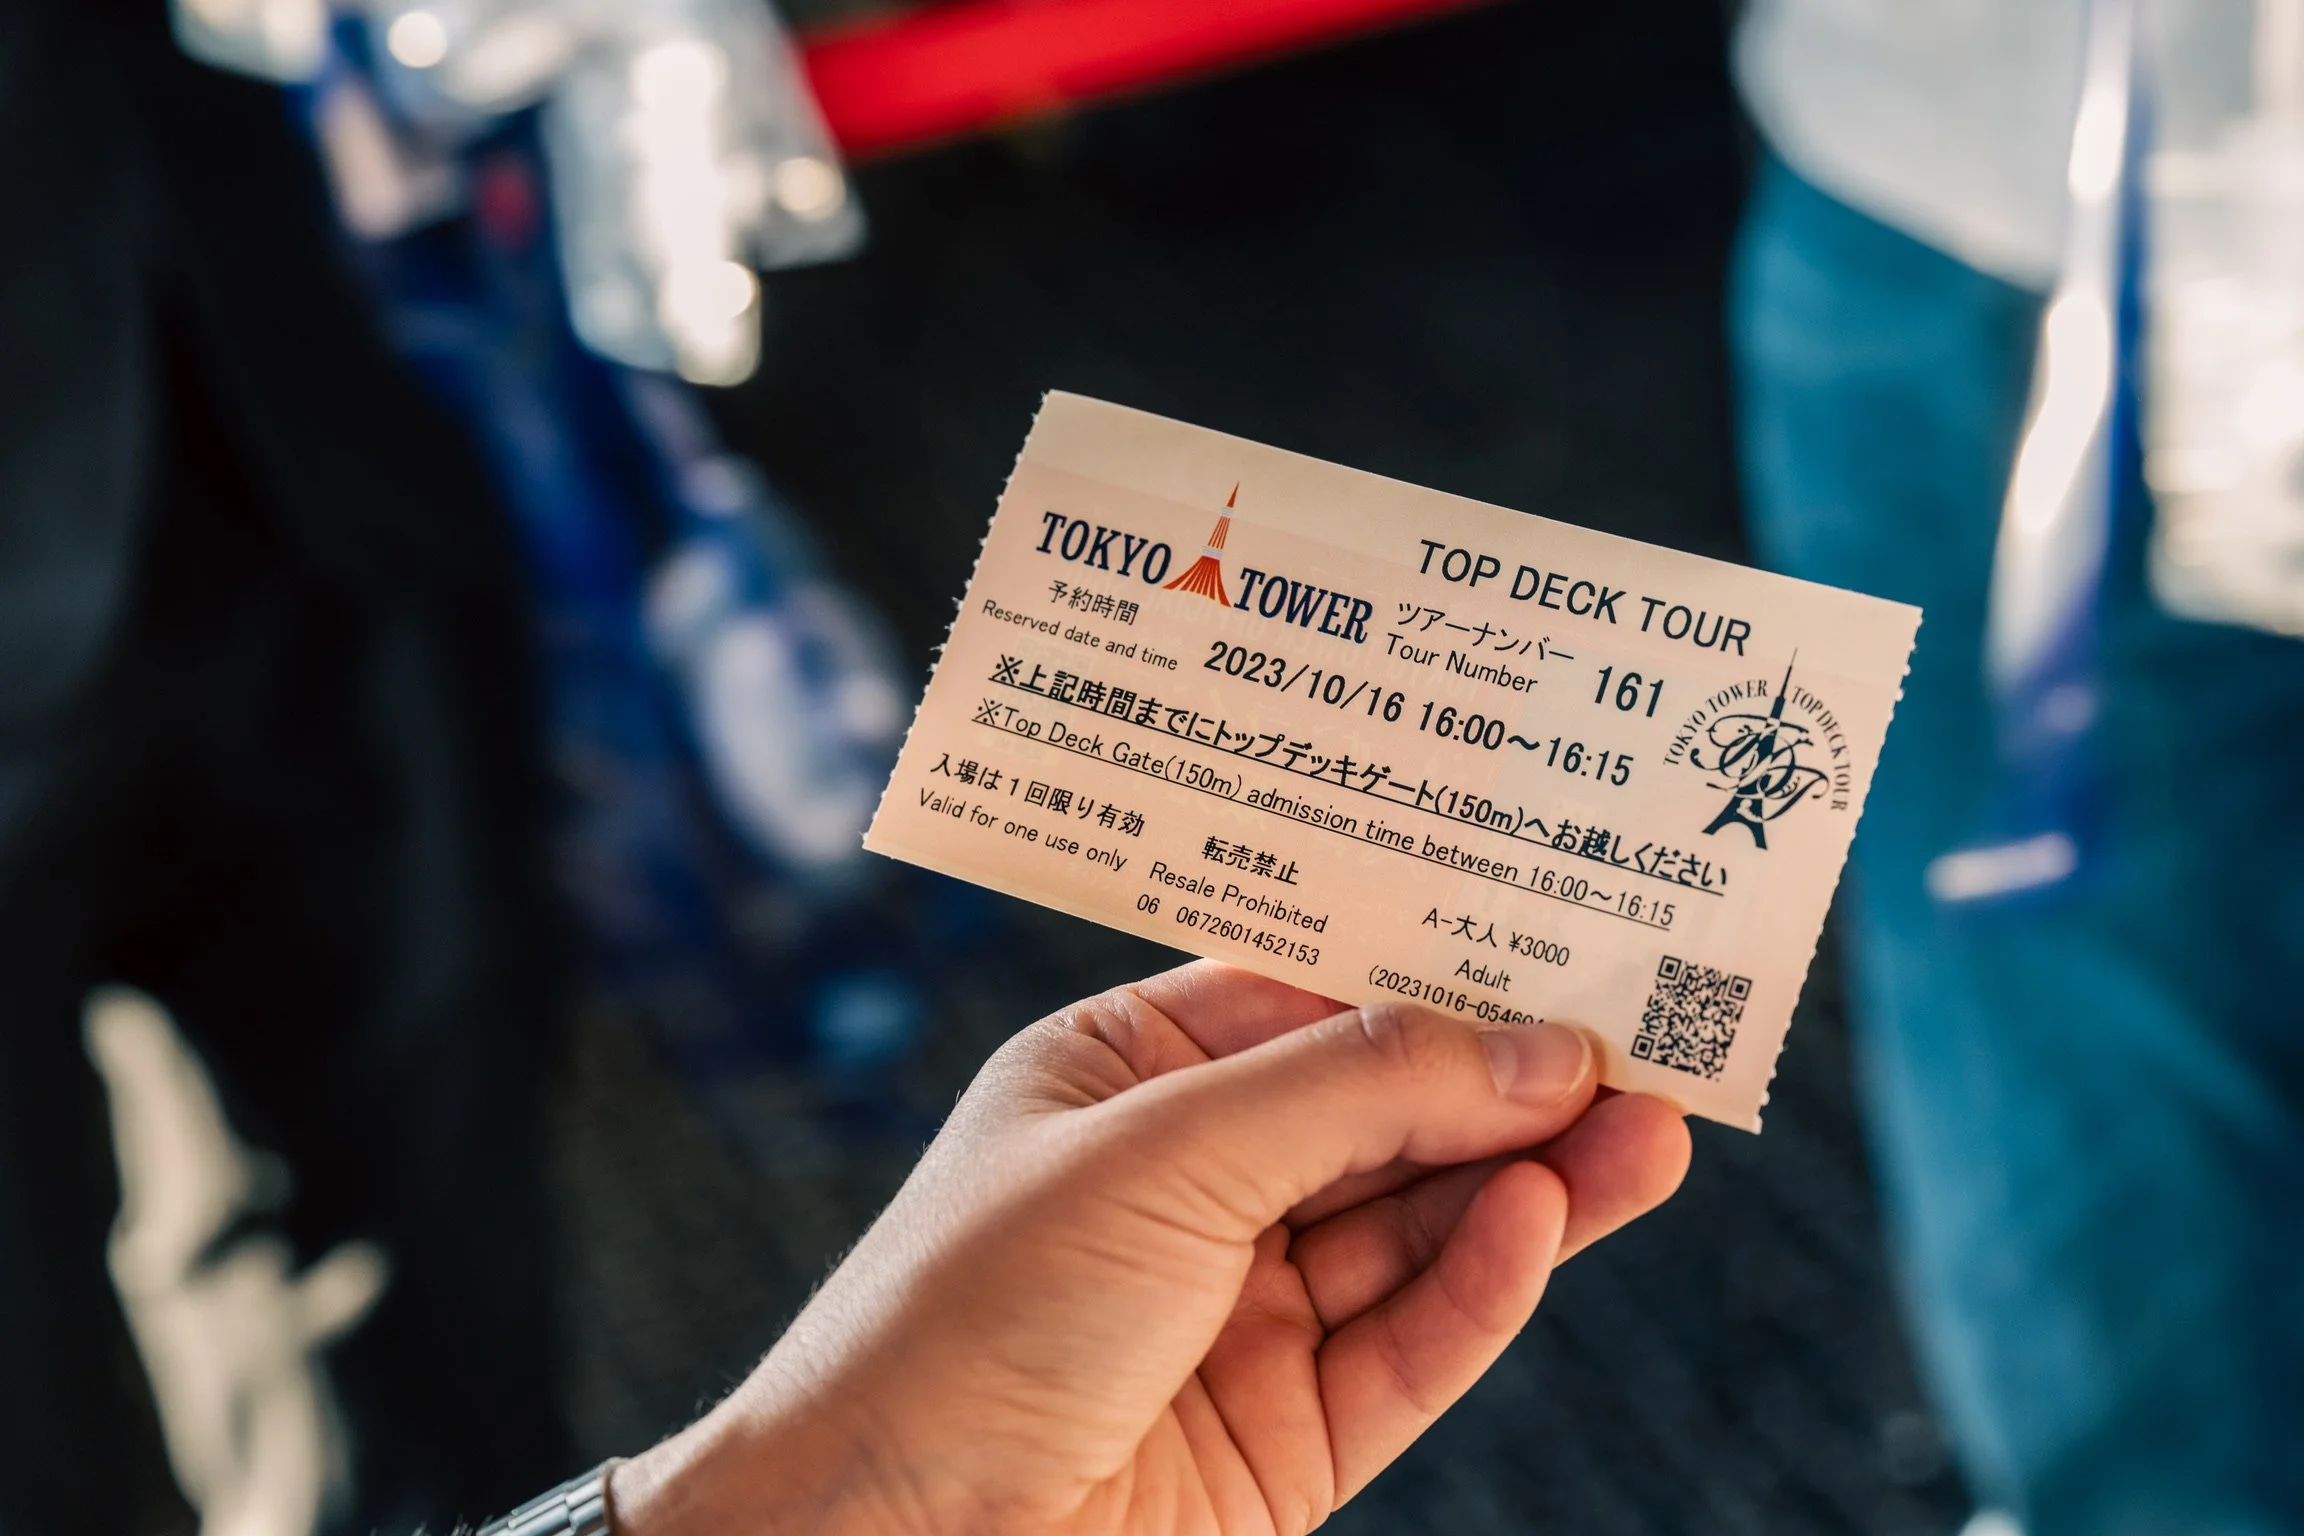 TOKYO TOWER
TOP DECK TOUR
予約時間
Reserved date and time
2023/10/16 16:00～16:15
ツアーナンバー
Tour Number
161
※上記時間までにトップデッキゲート(150m)へお越しください
※Top Deck Gate(150m) admission time between 16:00～16:15
TOKYO TOWER TOP DECK TOUR
入場は1回限り有効
Valid for one use only
転売禁止
Resale Prohibited
06 0672601452153
A-大人 ¥3000
Adult
(20231016-05460